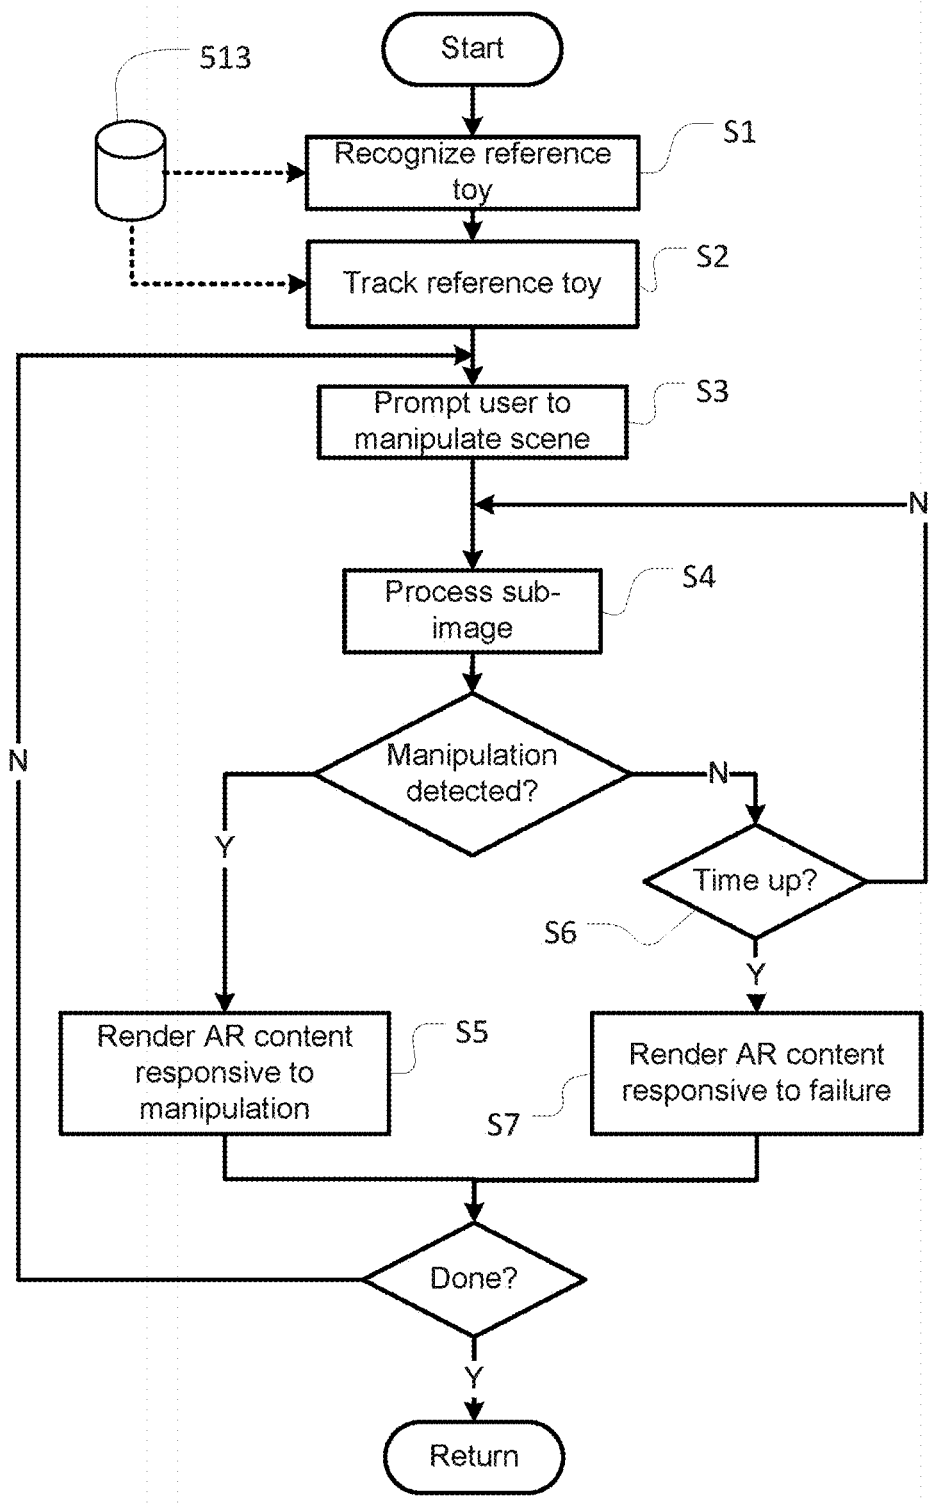 Start
513
S1
Recognize reference
toy
S2
Track reference toy
S3
Prompt user to
manipulate scene
N
S4
Process sub-
image
N
Manipulation
detected?
N
Y
Time up?
S6
Y
Render AR content
responsive to
manipulation
S5
Render AR content
responsive to failure
S7
Done?
Y
Return